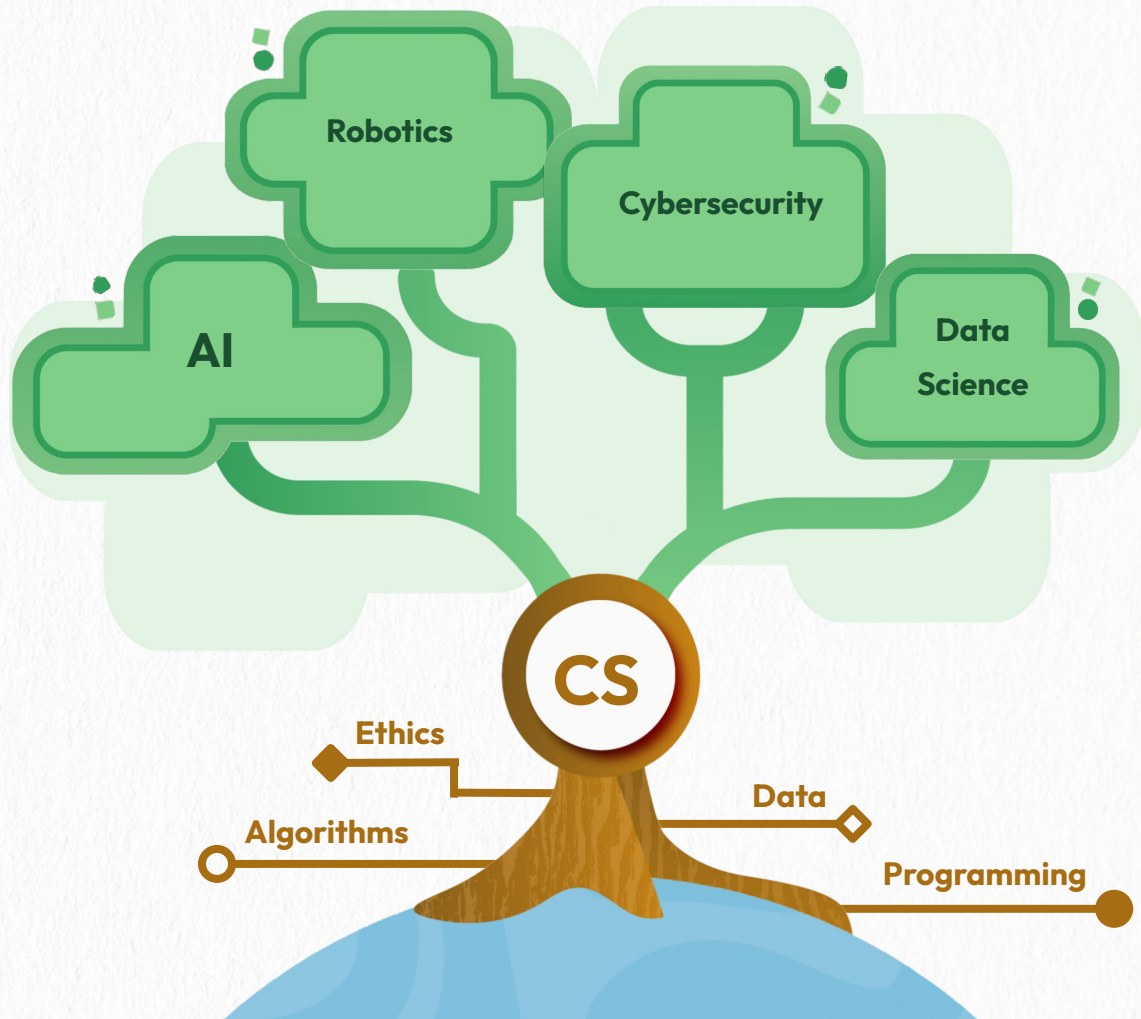 Robotics
Cybersecurity
AI
Data
Science
CS
Ethics
Data
Algorithms
Programming